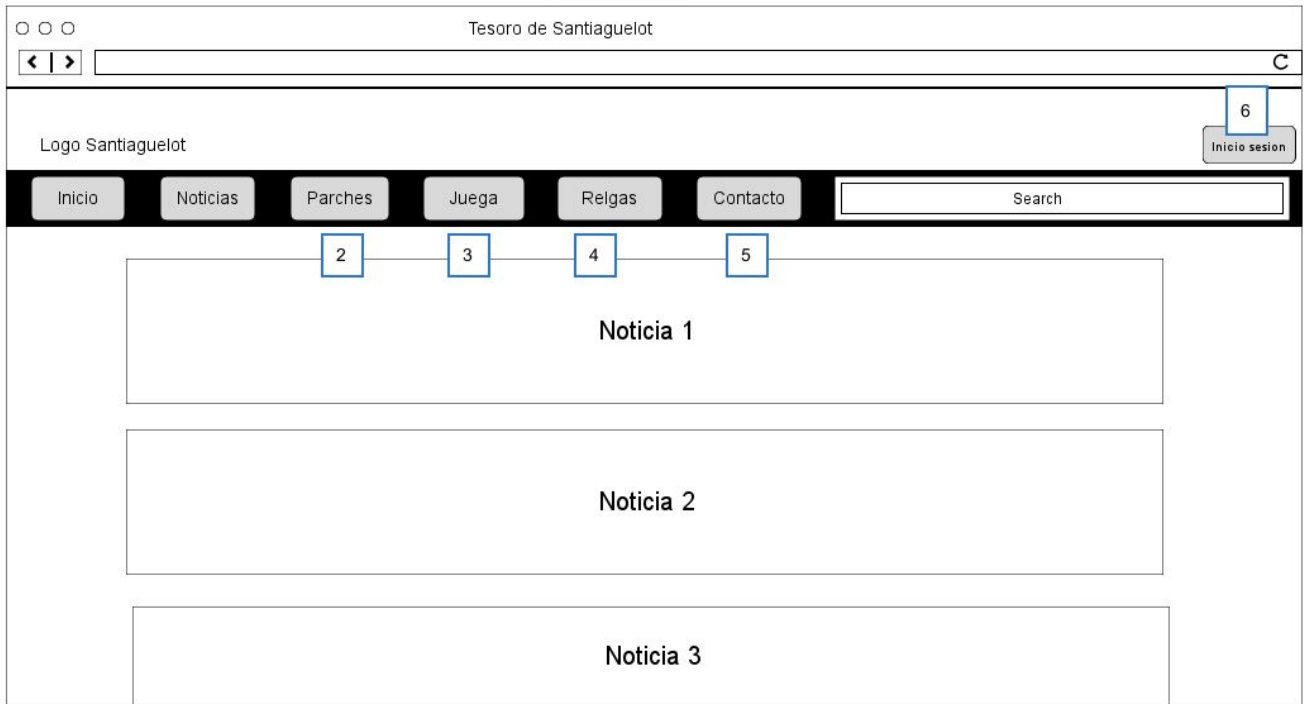 Tesoro de Santiaguelot
6
Logo Santiaguelot
Inicio sesion
Inicio Noticias Parches Juega Relgas Contacto Search
2 3 4 5
Noticia 1
Noticia 2
Noticia 3